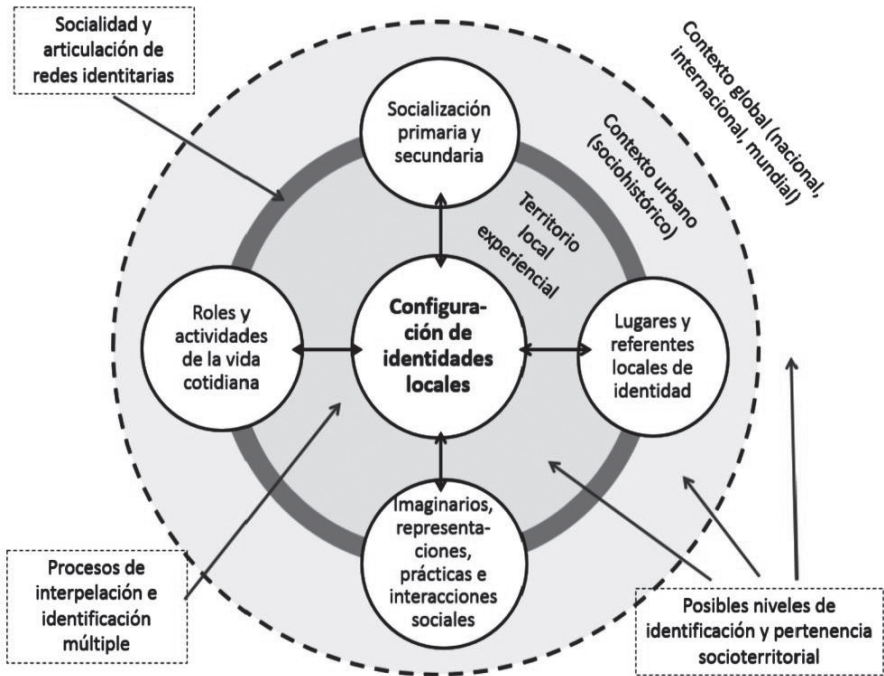 Socialidad y
articulación de
redes identitarias
Contexto global (nacional,
internacional, mundial)
Contexto urbano
(sociohistórico)
Territorio
local
experiencial
Socialización
primaria y
secundaria
Roles y
actividades
de la vida
cotidiana
Configura-
ción de
identidades
locales
Lugares y
referentes
locales de
identidad
Imaginarios,
representa-
ciones,
prácticas e
interacciones
sociales
Procesos de
interpelación e
identificación
múltiple
Posibles niveles de
identificación y pertenencia
socioterritorial